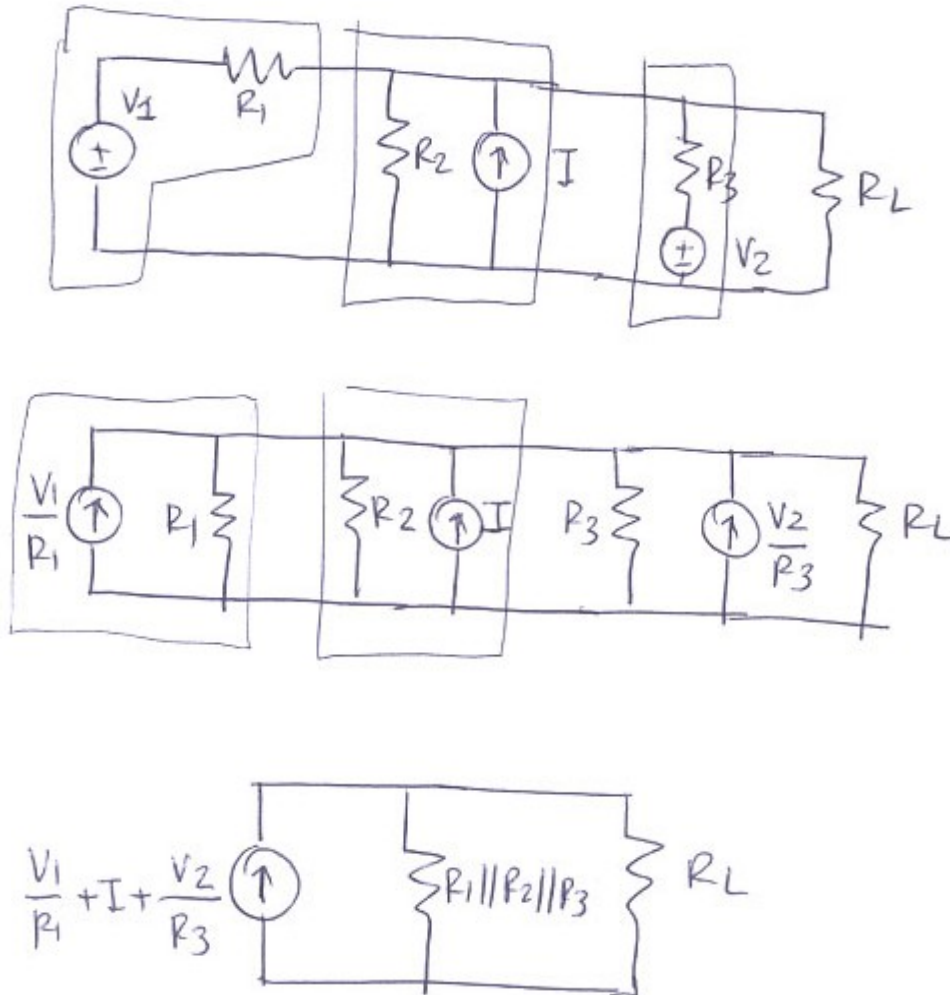 V1
R1
±
R2
I
R3
±
V2
RL
V1
R1
R1
R2
I
R3
V2
R3
RL
V1/R1 + I + V2/R3
R1||R2||R3
RL